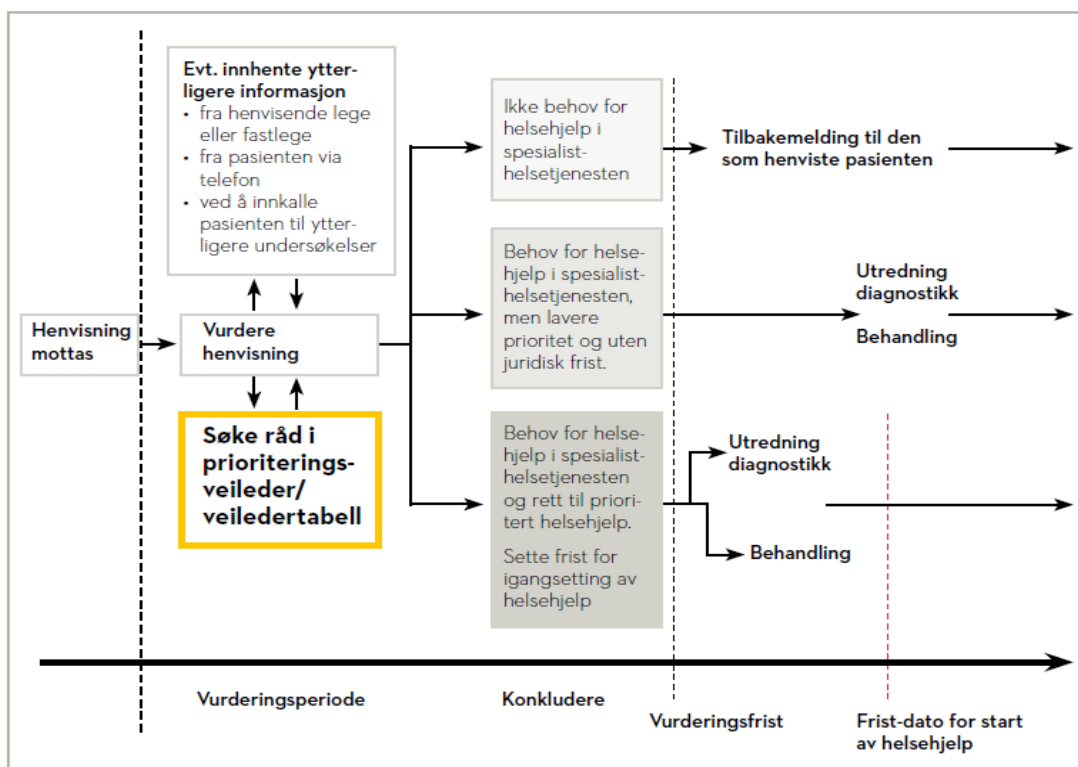 Evt. innhente ytter-
ligere informasjon
• fra henvisende lege
eller fastlege
• fra pasienten via
telefon
• ved å innkalle
pasienten til ytter-
ligere undersøkelser
Henvisning
mottas
Vurdere
henvisning
Søke råd i
prioriterings-
veileder/
veiledertabell
Ikke behov for
helsehjelp i
spesialist-
helsetjenesten
Tilbakemelding til den
som henviste pasienten
Behov for helse-
hjelp i spesialist-
helsetjenesten,
men lavere
prioritet og uten
juridisk frist.
Utredning
diagnostikk
Behandling
Behov for helse-
hjelp i spesialist-
helsetjenesten
og rett til priori-
tert helsehjelp.
Sette frist for
igangsetting av
helsehjelp
Utredning
diagnostikk
Behandling
Vurderingsperiode
Konkludere
Vurderingsfrist
Frist-dato for start
av helsehjelp